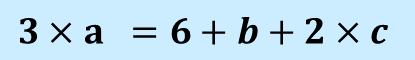 3 × a = 6 + b + 2 × c